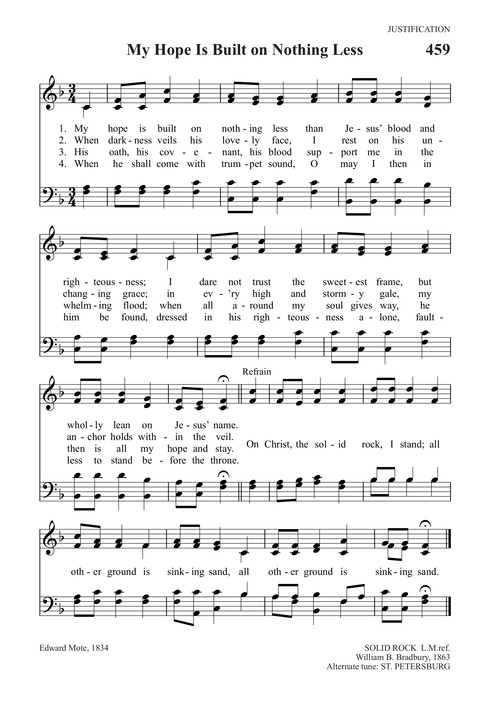 JUSTIFICATION
My Hope Is Built on Nothing Less 459
1. My hope is built on noth - ing less than Je - sus' blood and
2. When dark - ness veils his love - ly face, I rest on his un -
3. His oath, his cov - e - nant, his blood sup - port me in the
4. When he shall come with trum - pet sound, O may I then in
righ - teous - ness; I dare not trust the sweet - est frame, but
chang - ing grace; in ev - 'ry high and storm - y gale, my
whelm - ing flood; when all a - round my soul gives way, he
him be found, dressed in his righ - teous - ness a - lone, fault -
Refrain
whol - ly lean on Je - sus' name.
an - chor holds with - in the veil.
then is all my hope and stay.
less to stand be - fore the throne.
On Christ, the sol - id rock, I stand; all
oth - er ground is sink - ing sand, all oth - er ground is sink - ing sand.
Edward Mote, 1834
SOLID ROCK L.M.ref.
William B. Bradbury, 1863
Alternate tune: ST. PETERSBURG